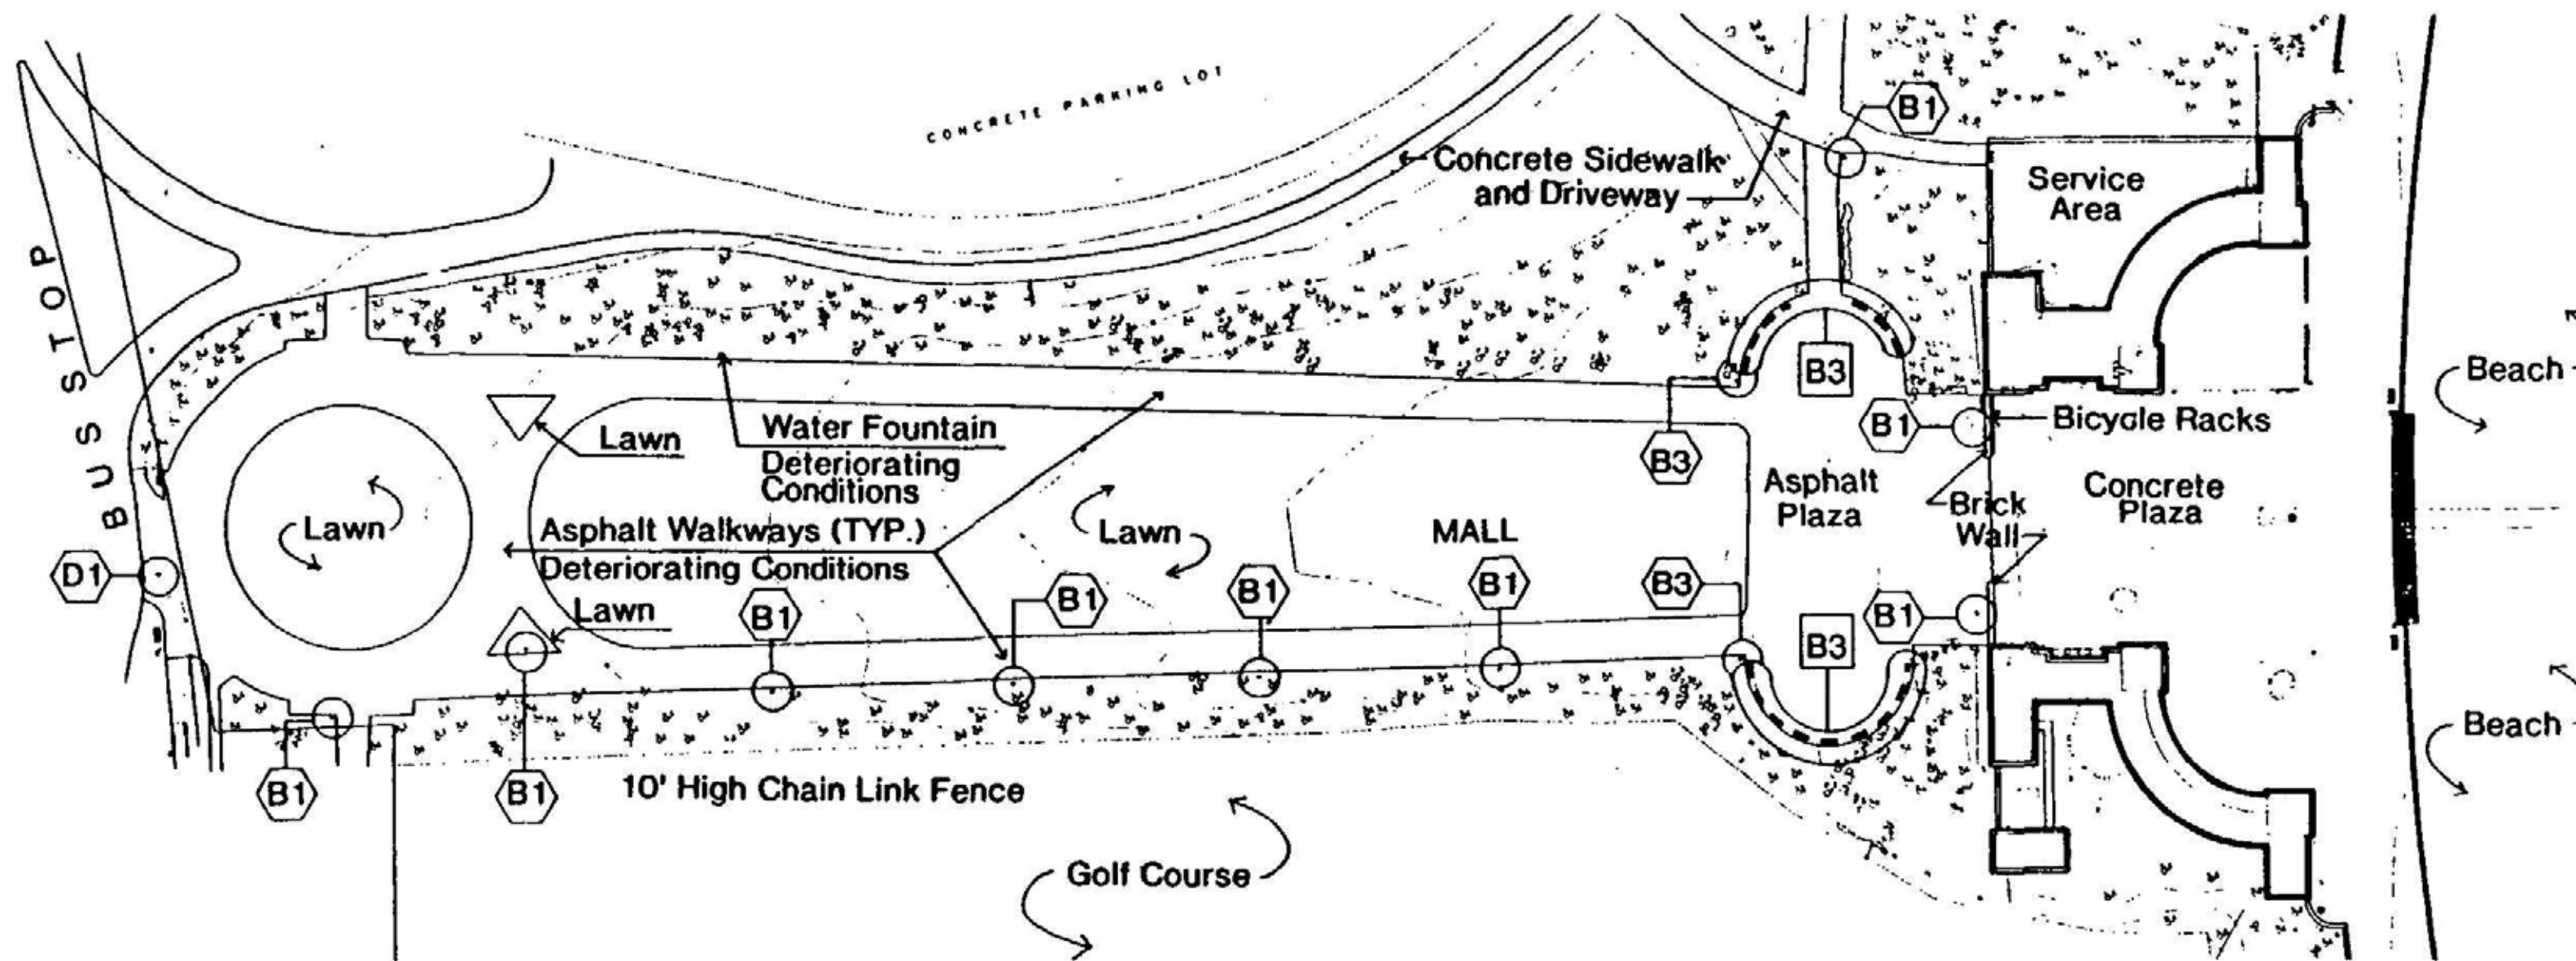 CONCRETE PARKING LOT
B1
Concrete Sidewalk
and Driveway
Service
Area
BUS STOP
B3
Beach
Lawn
Water Fountain
Deteriorating
Conditions
B1
Bicycle Racks
B3
Asphalt
Plaza
Concrete
Plaza
Brick
Wall
Lawn
Asphalt Walkways (TYP.)
Deteriorating Conditions
Lawn
MALL
D1
B1
B1
B1
B3
B1
Lawn
B1
B3
Beach
B1
B1
10' High Chain Link Fence
Golf Course